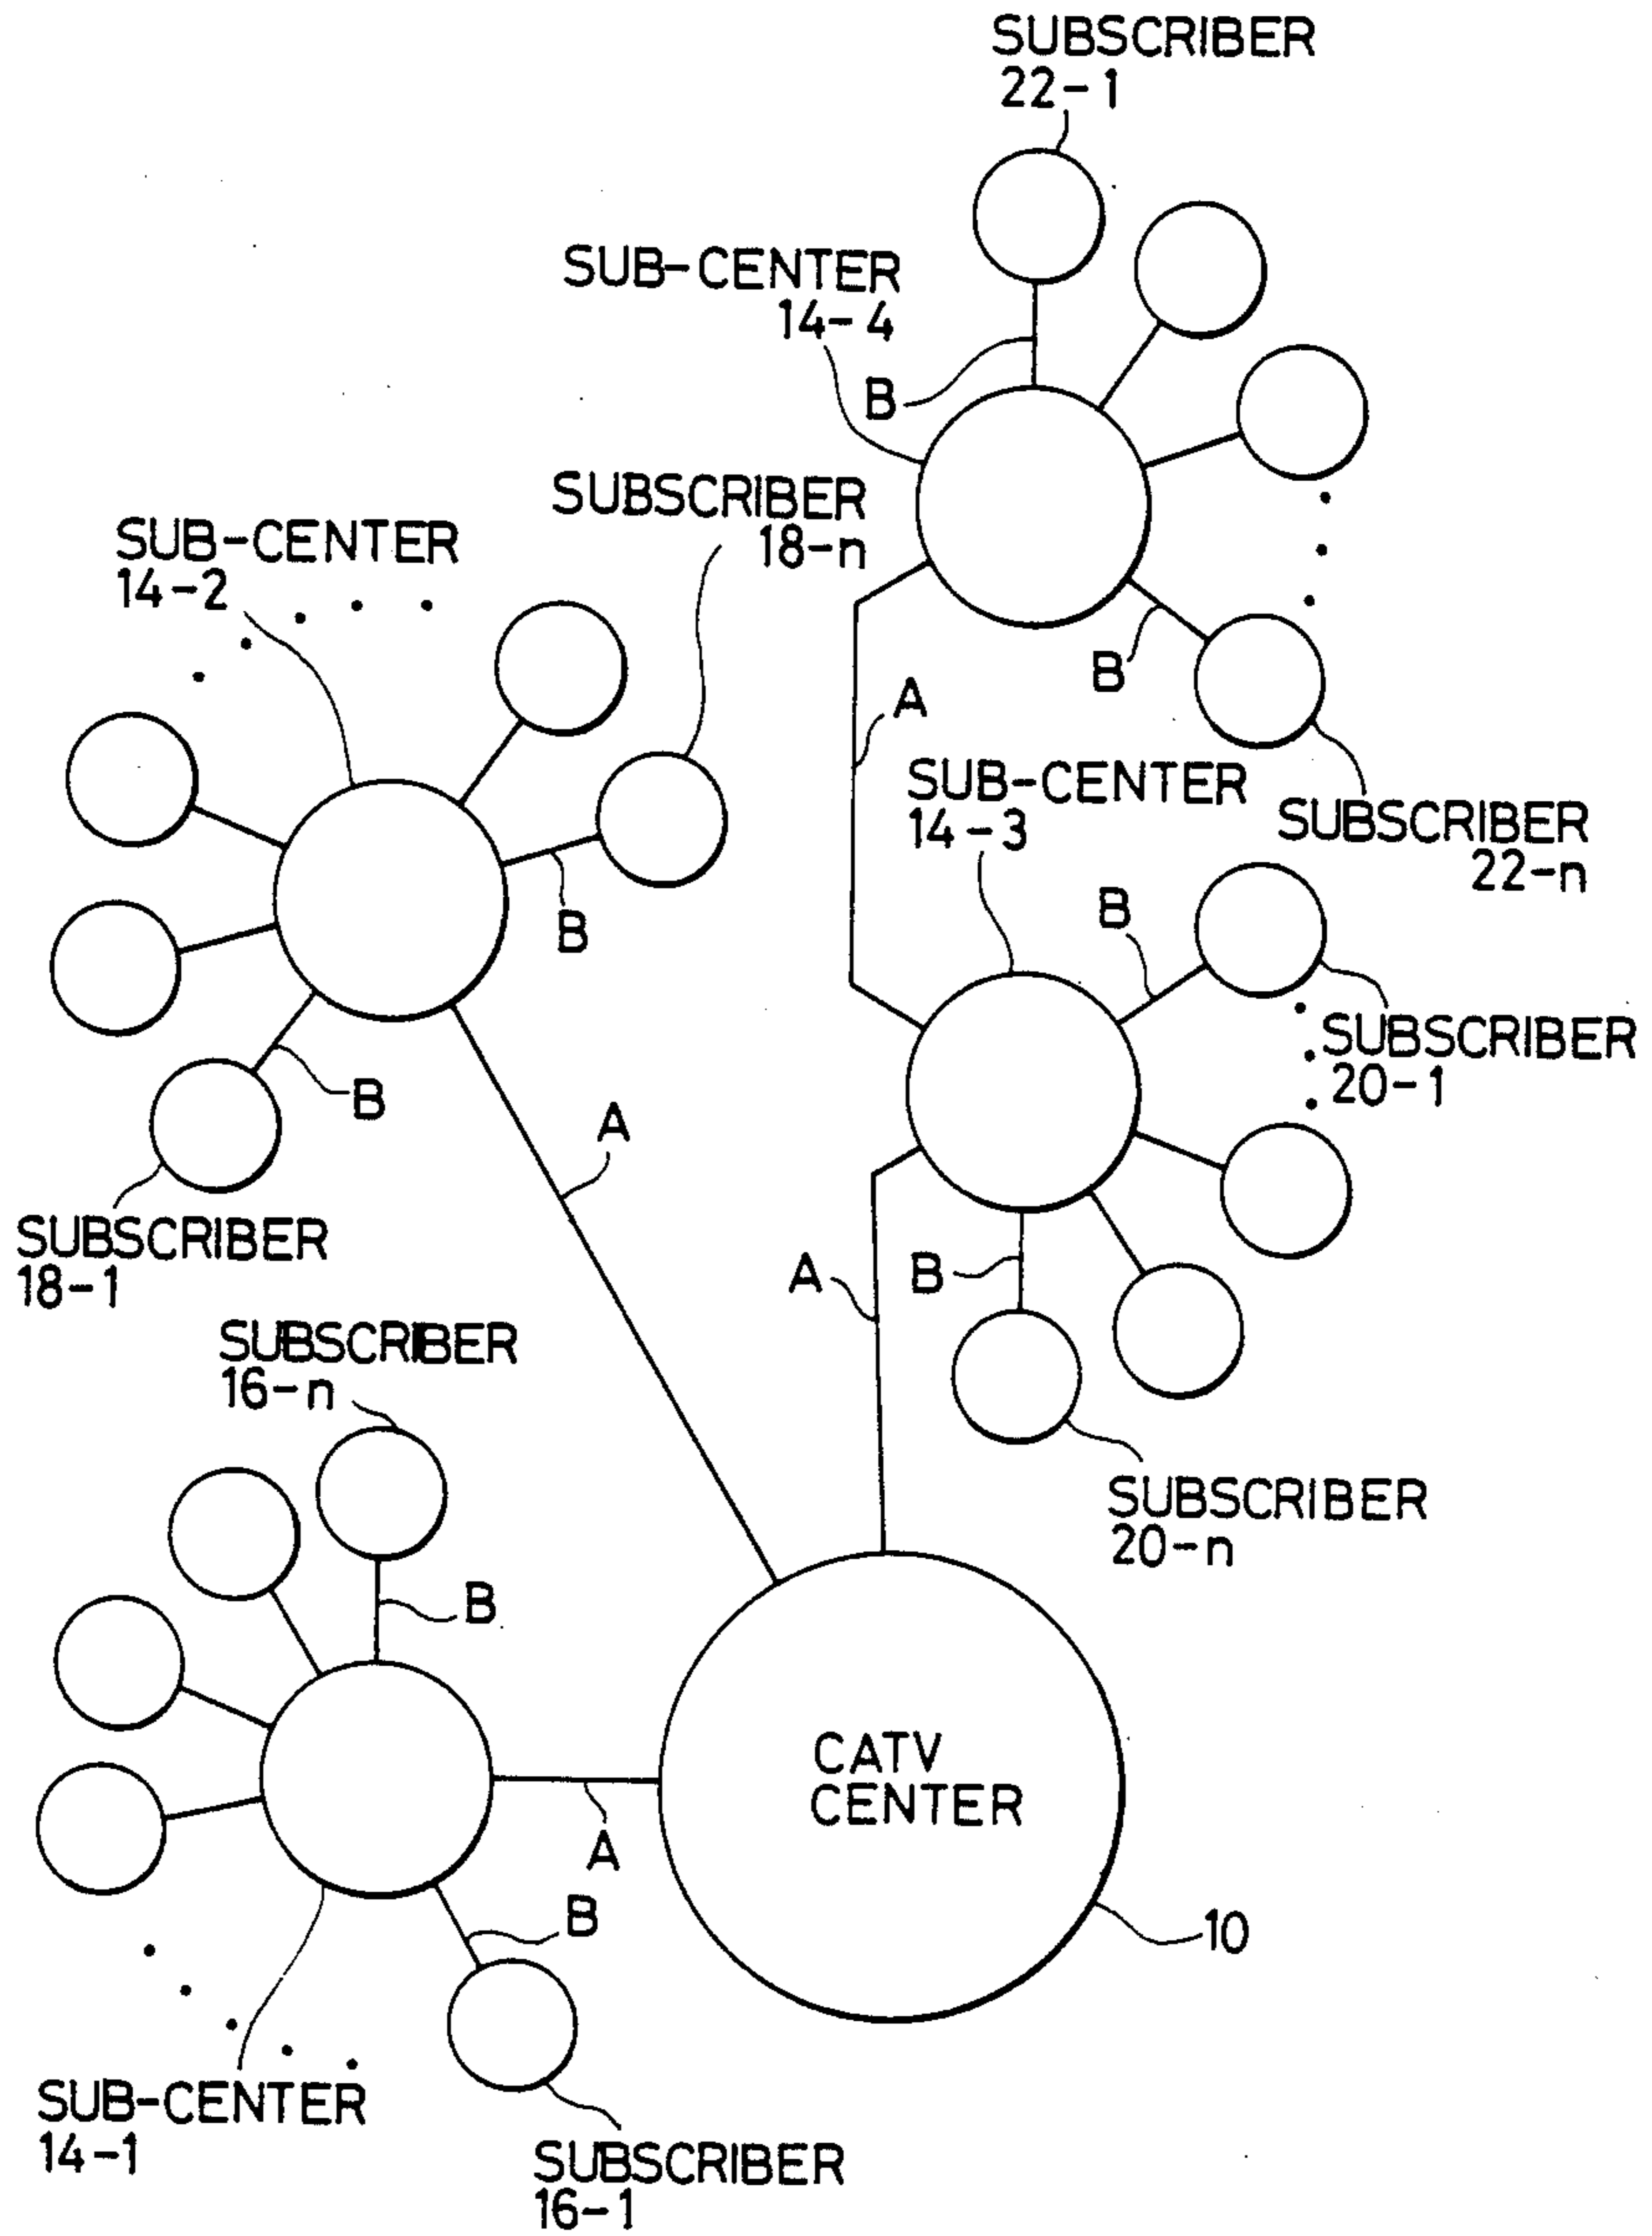 SUBSCRIBER
22-1
SUB-CENTER
14-4
B
SUBSCRIBER
18-n
SUB-CENTER
14-2
B
A
SUB-CENTER
14-3
SUBSCRIBER
22-n
B
B
SUBSCRIBER
20-1
B
A
SUBSCRIBER
18-1
A
B
SUBSCRIBER
16-n
SUBSCRIBER
20-n
B
CATV
CENTER
A
B
10
SUB-CENTER
14-1
SUBSCRIBER
16-1